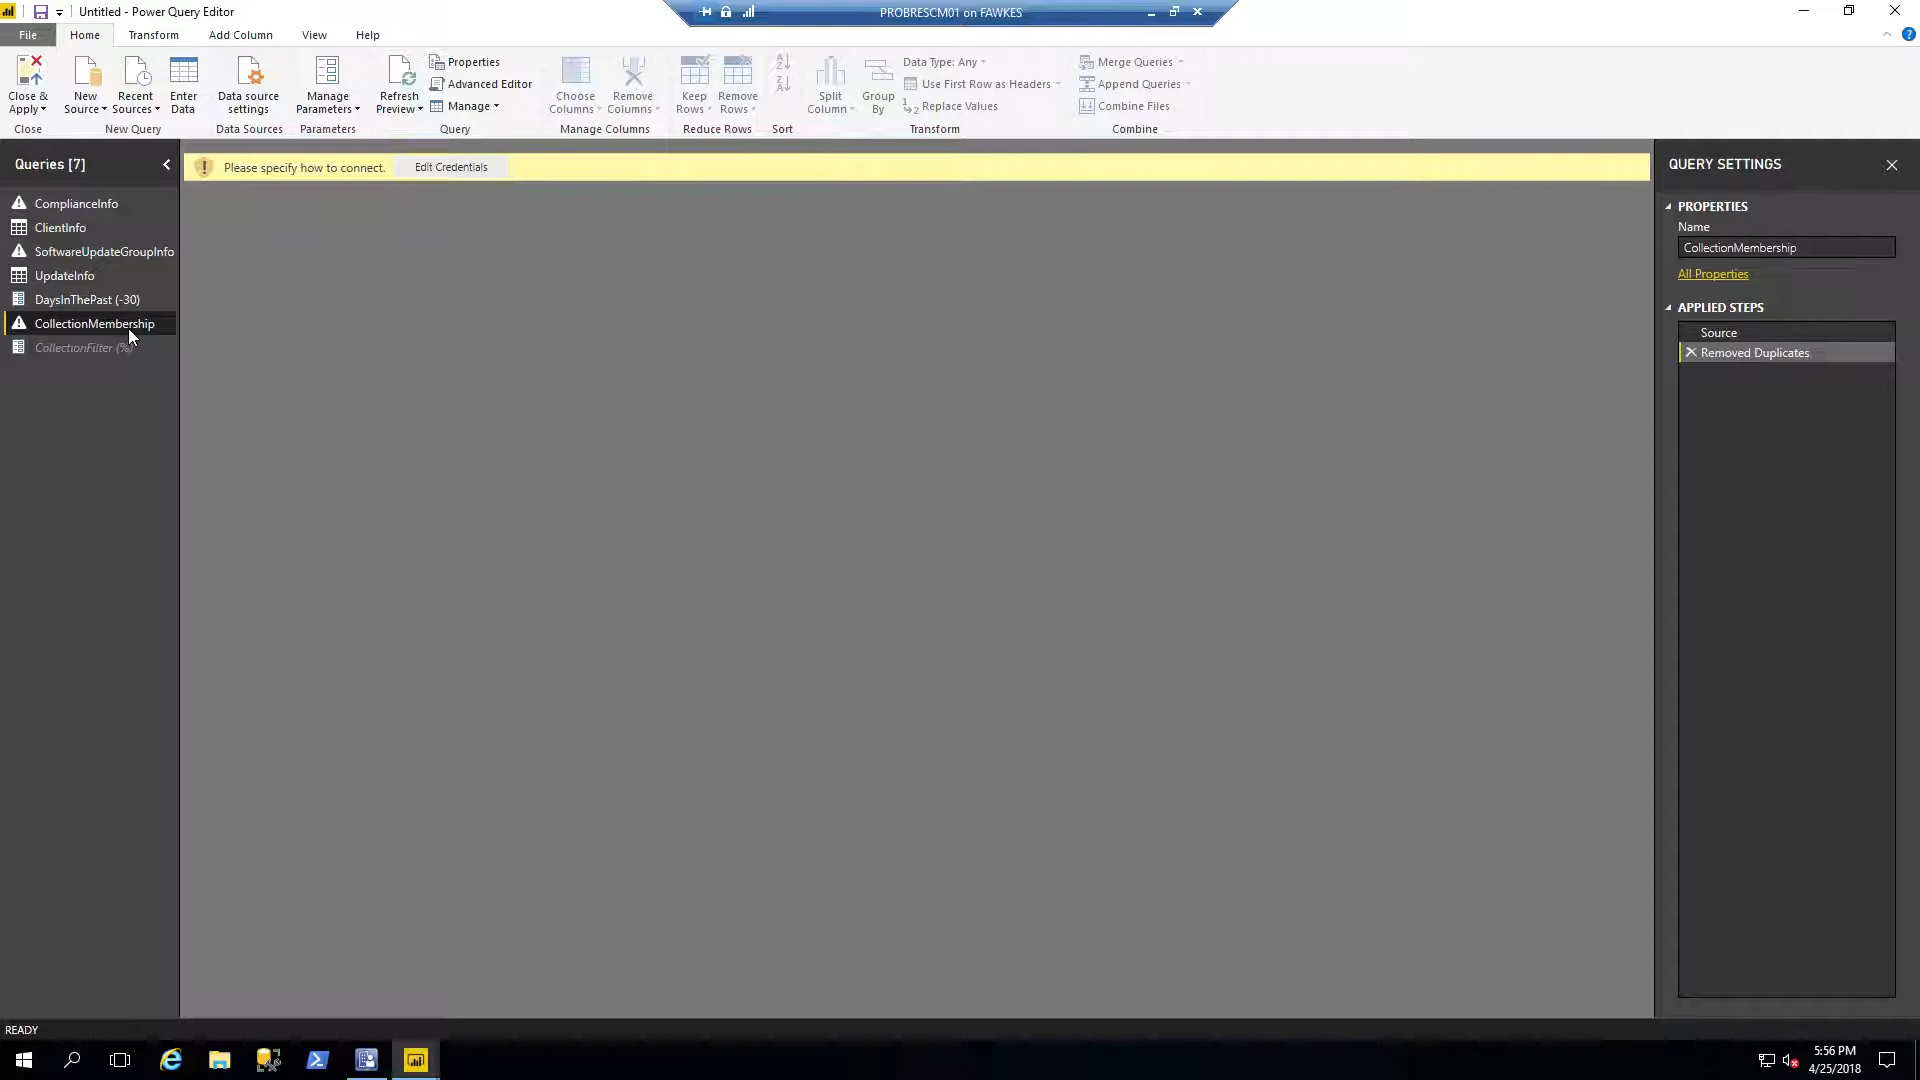 Untitled - Power Query Editor
PROBRESCM01 on FAWKES
File Home Transform Add Column View Help
Close & Apply
New Source
Recent Sources
Enter Data
Data source settings
Manage Parameters
Refresh Preview
Properties
Advanced Editor
Manage
Choose Columns
Remove Columns
Keep Rows
Remove Rows
Split Column
Group By
Data Type: Any
Use First Row as Headers
Replace Values
Merge Queries
Append Queries
Combine Files
Close New Query Data Sources Parameters Query Manage Columns Reduce Rows Sort Transform Combine
Queries [7]
Please specify how to connect. Edit Credentials
ComplianceInfo
ClientInfo
SoftwareUpdateGroupInfo
UpdateInfo
DaysInThePast (-30)
CollectionMembership
CollectionFilter (%)
QUERY SETTINGS
PROPERTIES
Name
CollectionMembership
All Properties
APPLIED STEPS
Source
Removed Duplicates
READY
5:56 PM
4/25/2018